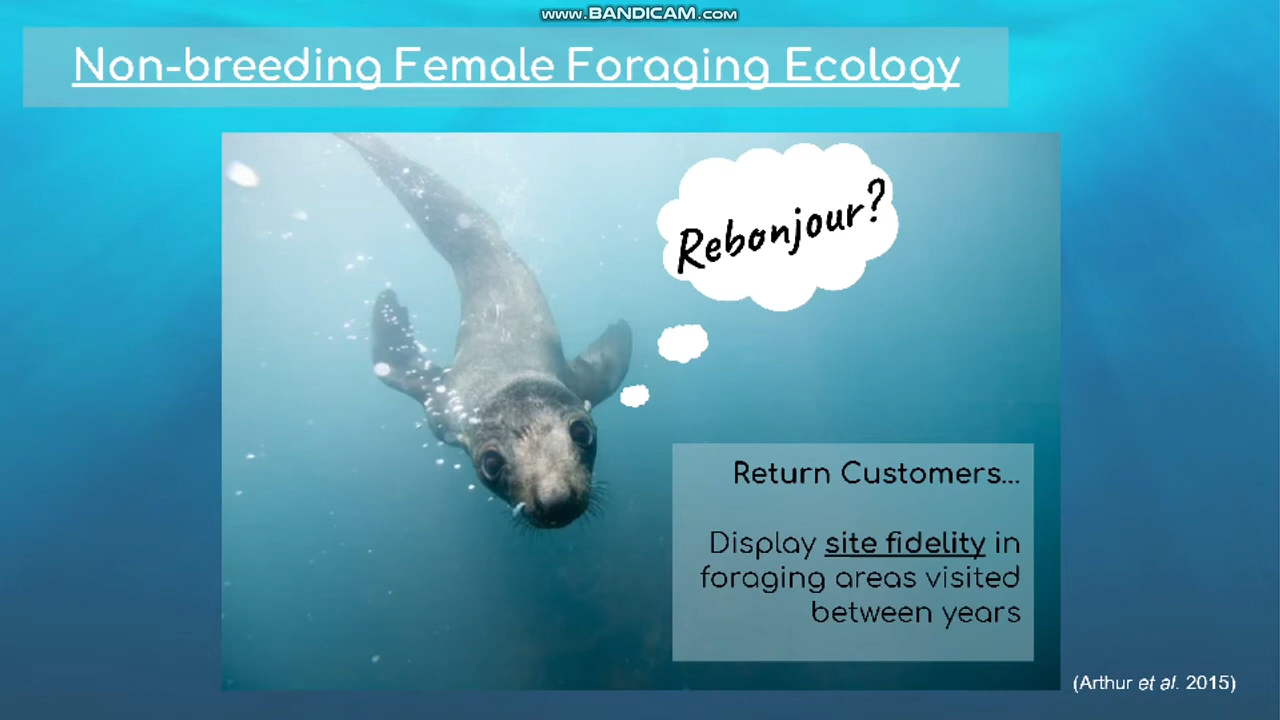 www.BANDICAM.com
Non-breeding Female Foraging Ecology
Rebonjour?
Return Customers...
Display site fidelity in
foraging areas visited
between years
(Arthur et al. 2015)